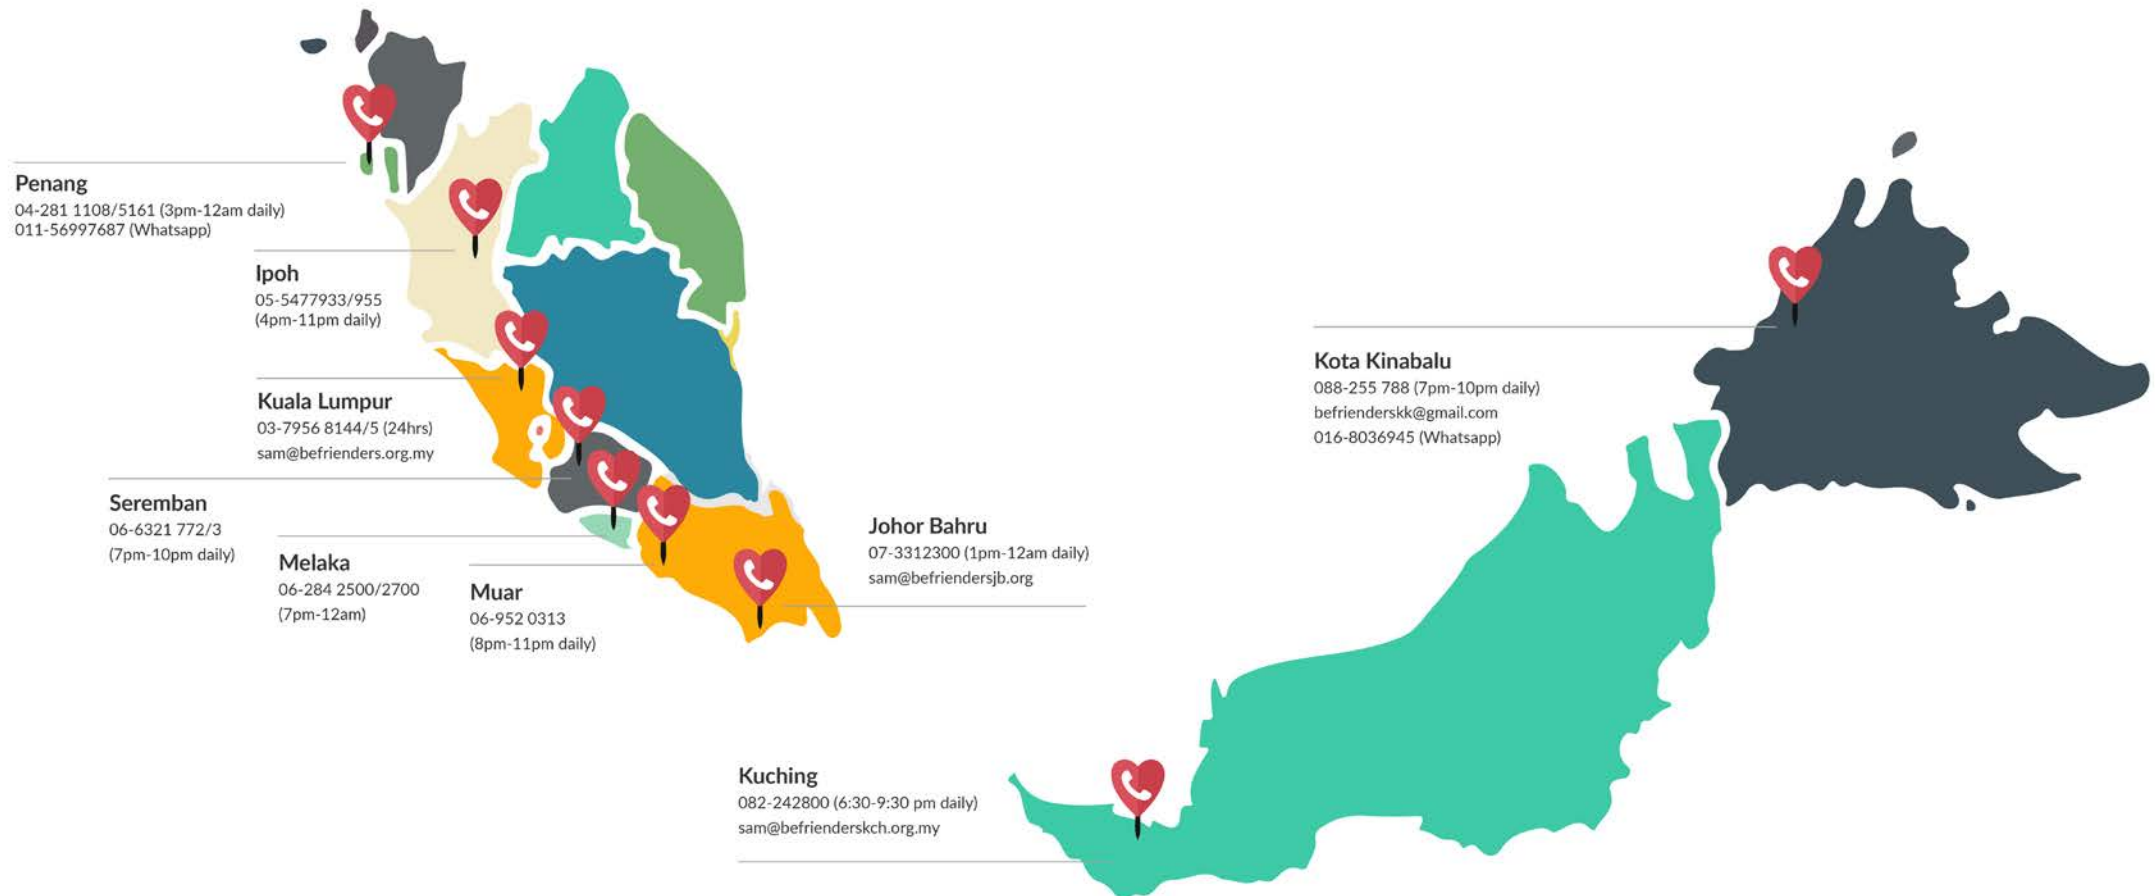 Penang
04-281 1108/5161 (3pm-12am daily)
011-56997687 (Whatsapp)
Ipoh
05-5477933/955
(4pm-11pm daily)
Kuala Lumpur
03-7956 8144/5 (24hrs)
sam@befrienders.org.my
Seremban
06-6321 772/3
(7pm-10pm daily)
Melaka
06-284 2500/2700
(7pm-12am)
Muar
06-952 0313
(8pm-11pm daily)
Johor Bahru
07-3312300 (1pm-12am daily)
sam@befriendersjb.org
Kota Kinabalu
088-255 788 (7pm-10pm daily)
befrienderskk@gmail.com
016-8036945 (Whatsapp)
Kuching
082-242800 (6:30-9:30 pm daily)
sam@befrienderskch.org.my